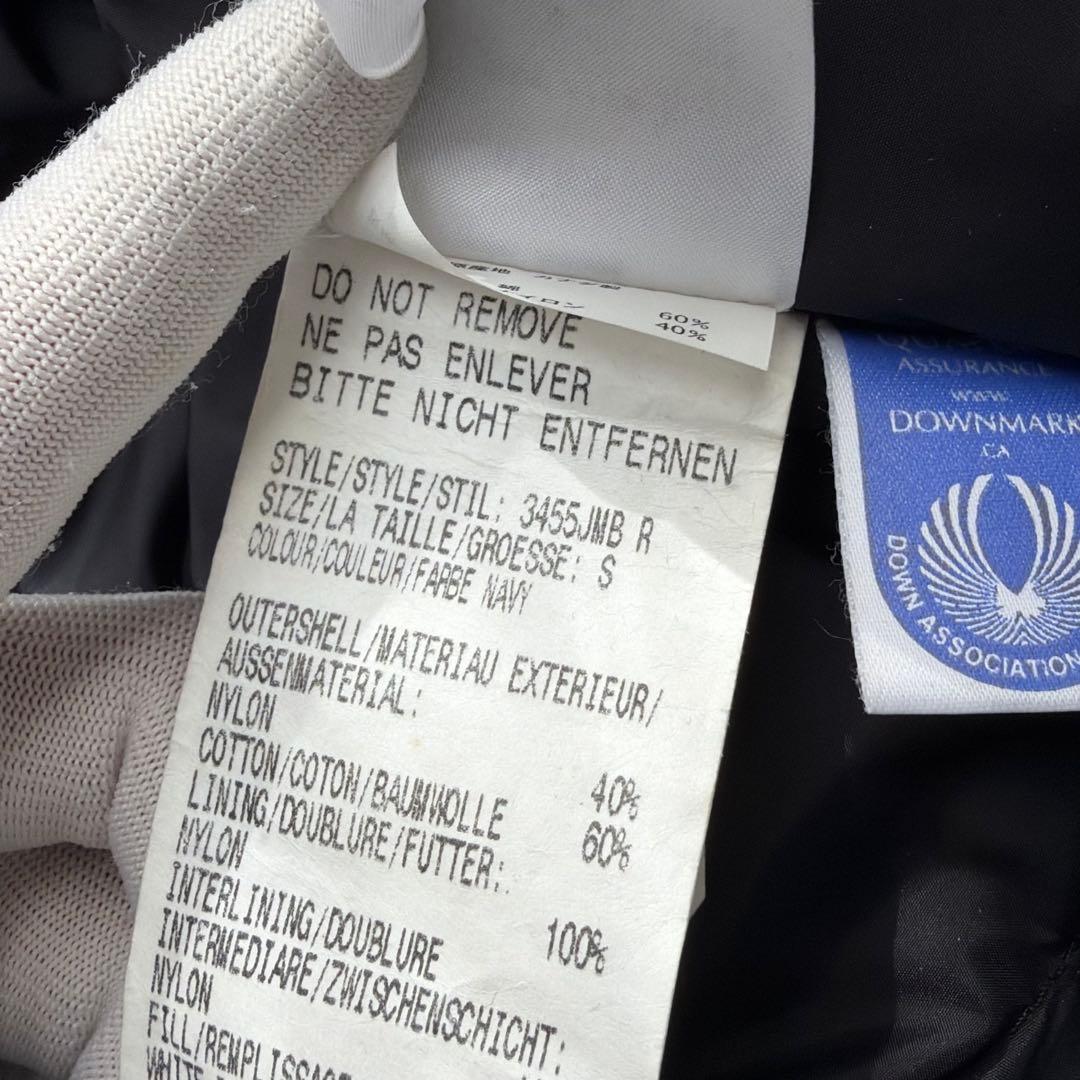 DO NOT REMOVE
NE PAS ENLEVER
BITTE NICHT ENTFERNEN
STYLE/STYLE/STIL: 3455JMB R
SIZE/LA TAILLE/GROESSE: S
COLOUR/COULEUR/FARBE NAVY
OUTERSHELL/MATERIAU EXTERIEUR/
AUSSENMATERIAL:
NYLON 40%
COTTON/COTON/BAUMWOLLE 60%
LINING/DOUBLURE/FUTTER:
NYLON 100%
INTERLINING/DOUBLURE
INTERMEDIARE/ZWISCHENSCHICHT:
NYLON
FILL/REMPLISSAGE
WHITE
60%
40%
ASSURANCE
www
DOWNMARK
.CA
DOWN ASSOCIATION